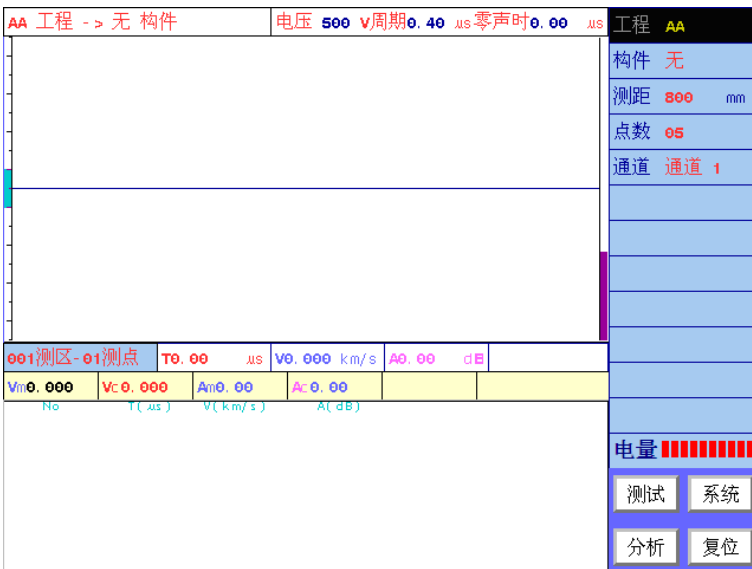 AA 工程 -> 无 构件 电压 500 V周期0.40 us零声时0.00 us
工程 AA
构件 无
测距 800 mm
点数 05
通道 通道 1
001测区-01测点 T0.00 us V0.000 km/s A0.00 dB
Vm0.000 Vc0.000 Am0.00 Ac0.00
No T(us) V(km/s) A(dB)
电量
测试 系统
分析 复位